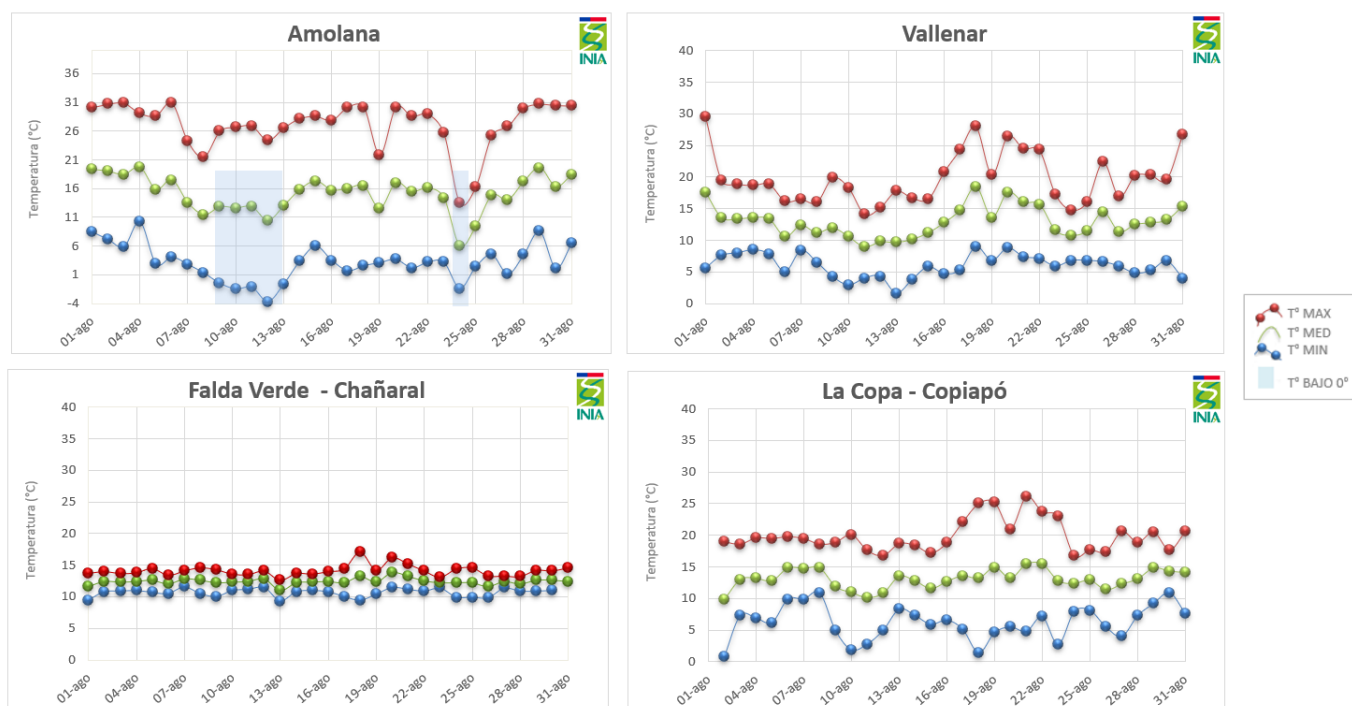 Amolana
INIA
Temperatura (°C)
36
31
26
21
16
11
6
1
-4
01-ago
04-ago
07-ago
10-ago
13-ago
16-ago
19-ago
22-ago
25-ago
28-ago
31-ago
Vallenar
INIA
Temperatura (°C)
40
35
30
25
20
15
10
5
0
01-ago
04-ago
07-ago
10-ago
13-ago
16-ago
19-ago
22-ago
25-ago
28-ago
31-ago
T° MAX
T° MED
T° MIN
T° BAJO 0°
Falda Verde - Chañaral
INIA
Temperatura (°C)
40
35
30
25
20
15
10
5
0
01-ago
04-ago
07-ago
10-ago
13-ago
16-ago
19-ago
22-ago
25-ago
28-ago
31-ago
La Copa - Copiapó
INIA
Temperatura (°C)
40
35
30
25
20
15
10
5
0
01-ago
04-ago
07-ago
10-ago
13-ago
16-ago
19-ago
22-ago
25-ago
28-ago
31-ago